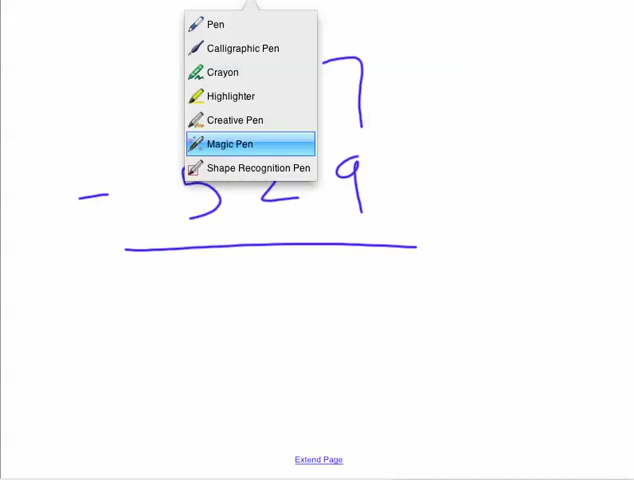 Pen
Calligraphic Pen
Crayon
Highlighter
Creative Pen
Magic Pen
Shape Recognition Pen
7
- 529
Extend Page